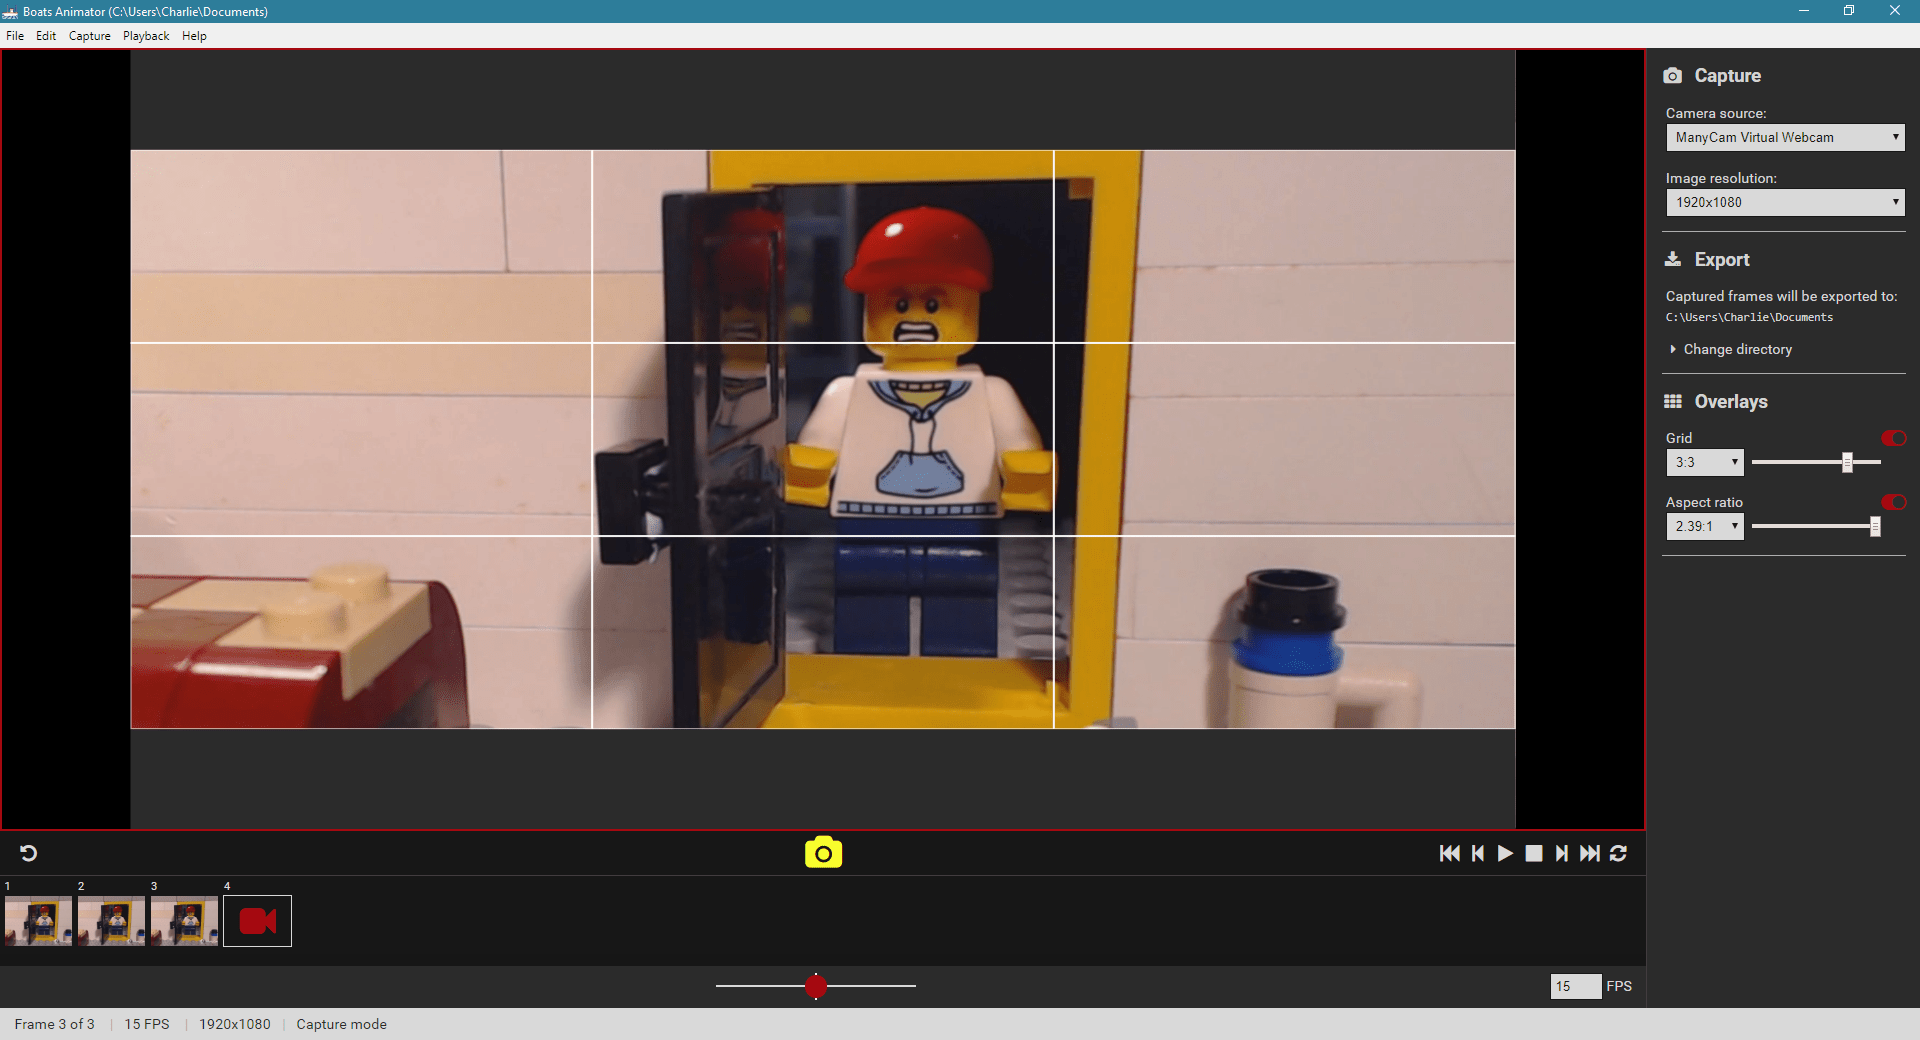 Boats Animator (C:\Users\Charlie\Documents)
File Edit Capture Playback Help
Capture
Camera source:
ManyCam Virtual Webcam
Image resolution:
1920x1080
Export
Captured frames will be exported to:
C:\Users\Charlie\Documents
Change directory
Overlays
Grid
3:3
Aspect ratio
2.39:1
1 2 3 4
15 FPS
Frame 3 of 3 | 15 FPS | 1920x1080 | Capture mode